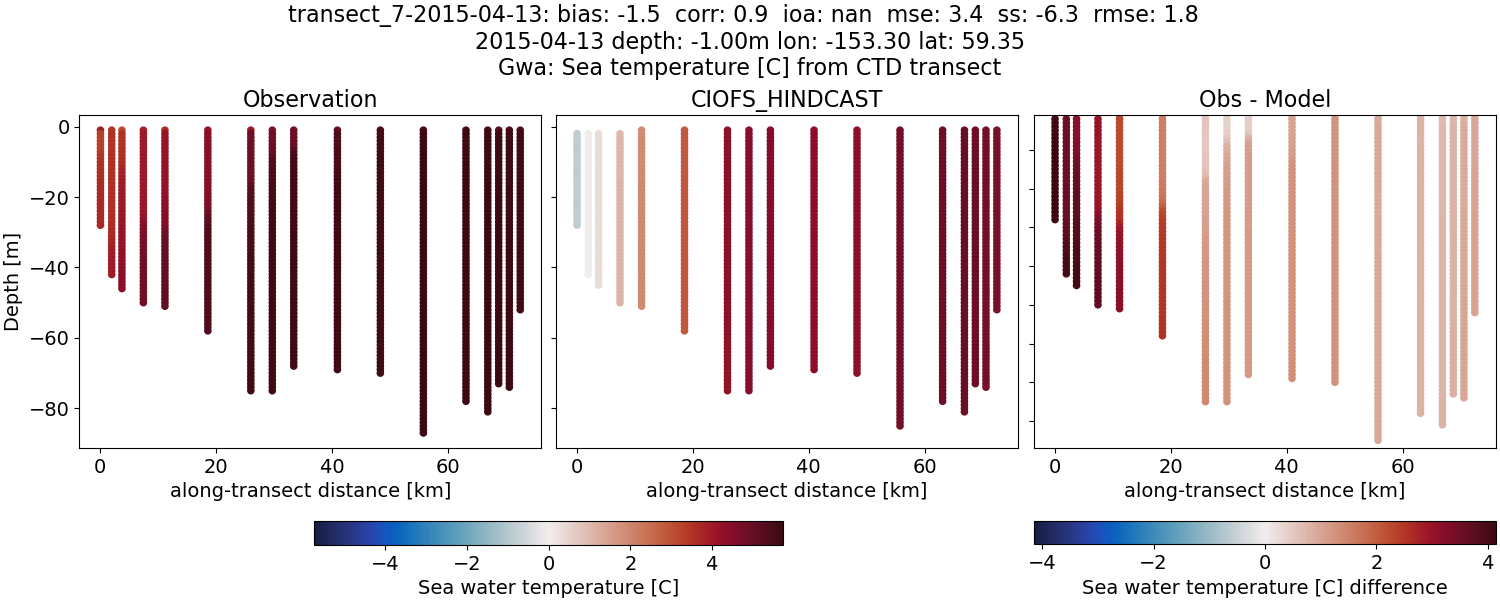 transect_7-2015-04-13: bias: -1.5  corr: 0.9  ioa: nan  mse: 3.4  ss: -6.3  rmse: 1.8
2015-04-13 depth: -1.00m lon: -153.30 lat: 59.35
Gwa: Sea temperature [C] from CTD transect
Observation
CIOFS_HINDCAST
Obs - Model
Depth [m]
0
−20
−40
−60
−80
0 20 40 60
0 20 40 60
0 20 40 60
along-transect distance [km]
along-transect distance [km]
along-transect distance [km]
−4 −2 0 2 4
Sea water temperature [C]
−4 −2 0 2 4
Sea water temperature [C] difference